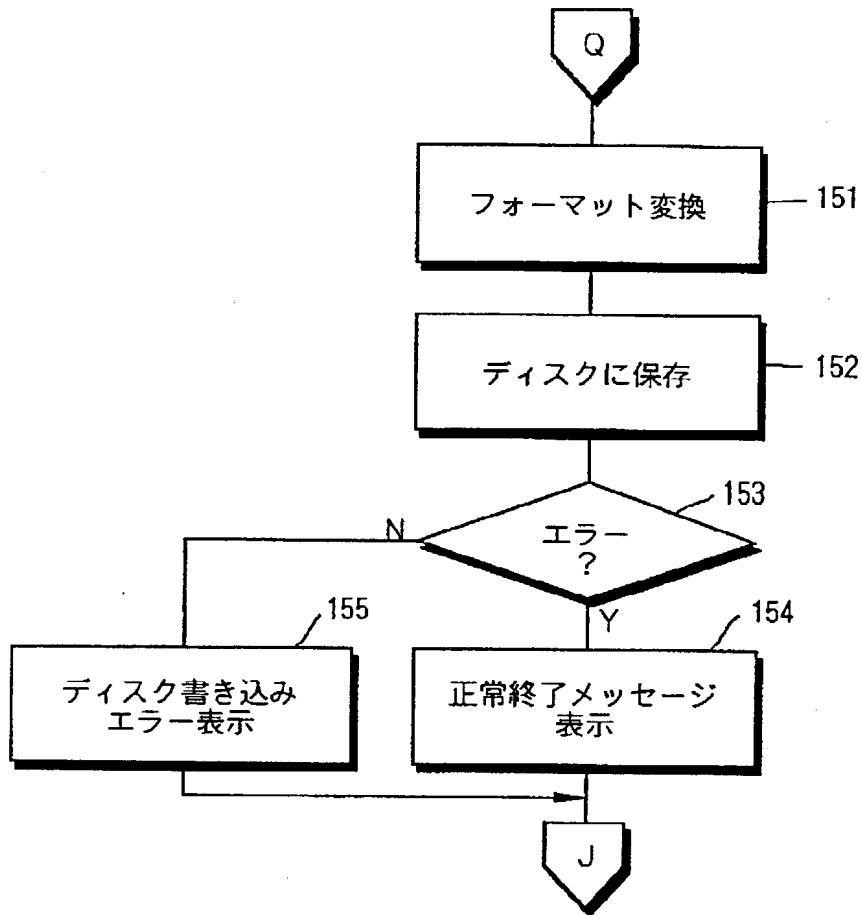 Q
フォーマット変換
151
ディスクに保存
152
153
エラー
?
N
Y
155
154
ディスク書き込み
エラー表示
正常終了メッセージ
表示
J